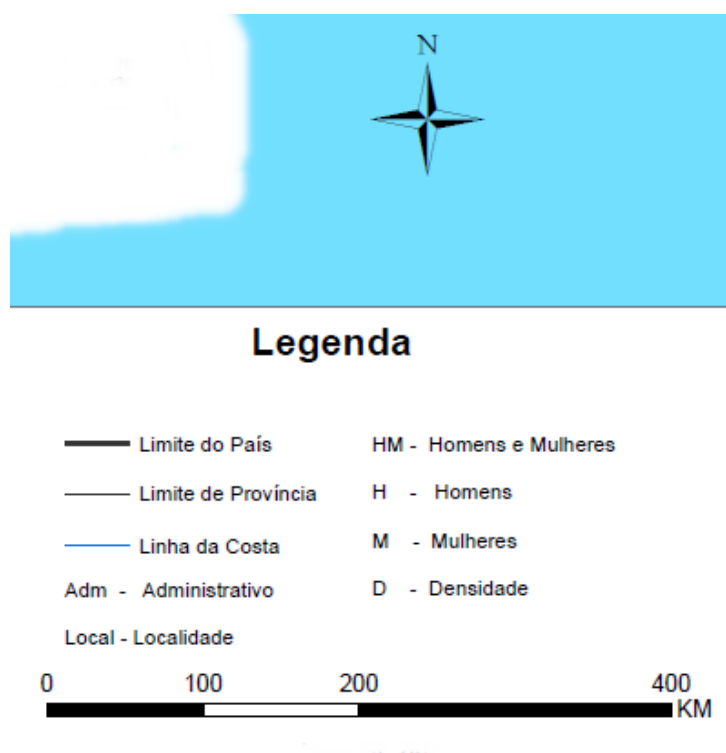 N
Legenda
Limite do País
HM - Homens e Mulheres
Limite de Província
H - Homens
Linha da Costa
M - Mulheres
Adm - Administrativo
D - Densidade
Local - Localidade
0 100 200 400
KM